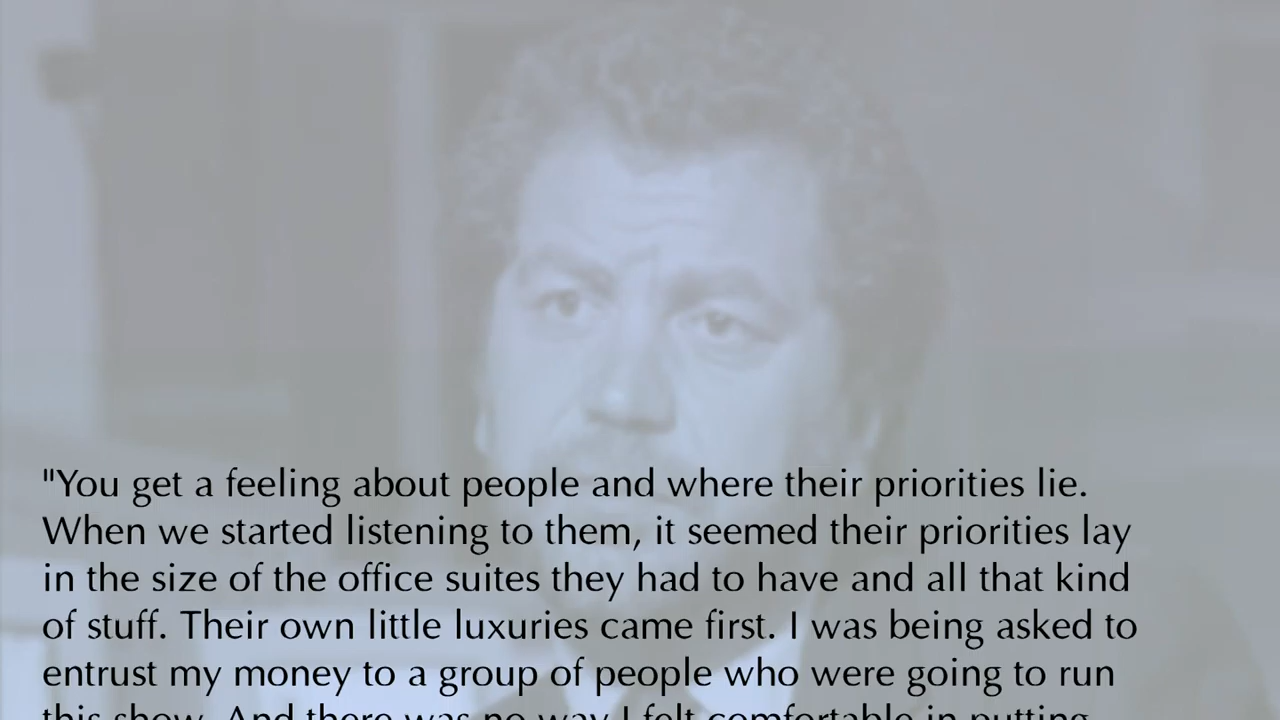 "You get a feeling about people and where their priorities lie.
When we started listening to them, it seemed their priorities lay
in the size of the office suites they had to have and all that kind
of stuff. Their own little luxuries came first. I was being asked to
entrust my money to a group of people who were going to run
this show. And there was no way I felt comfortable in putting